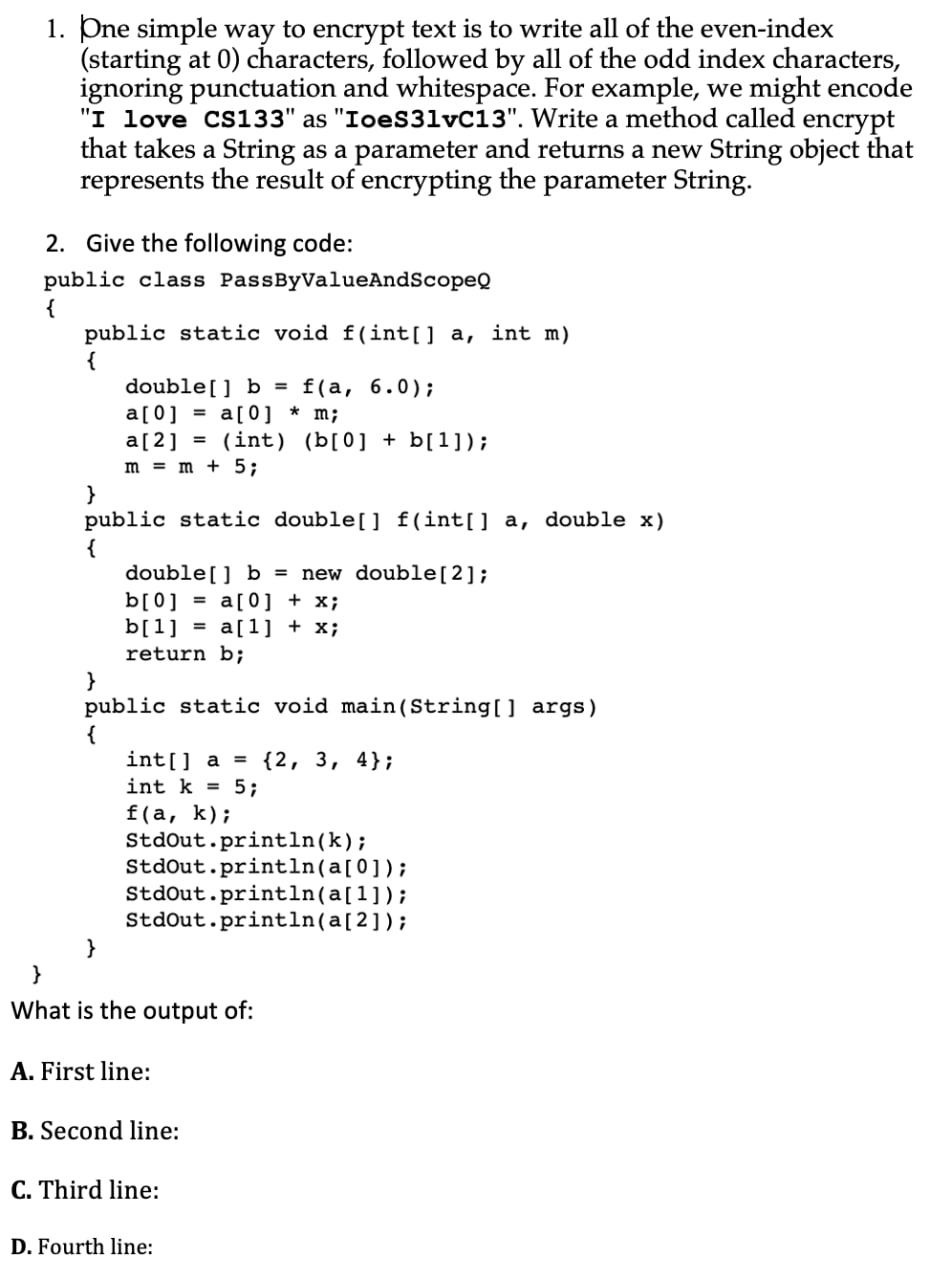 1. One simple way to encrypt text is to write all of the even-index
(starting at 0) characters, followed by all of the odd index characters,
ignoring punctuation and whitespace. For example, we might encode
"I love CS133" as "IoeS3lvC13". Write a method called encrypt
that takes a String as a parameter and returns a new String object that
represents the result of encrypting the parameter String.
2. Give the following code:
public class PassByValueAndScopeQ
{
public static void f(int[] a, int m)
{
double[] b = f(a, 6.0);
a[0] = a[0] * m;
a[2] = (int) (b[0] + b[1]);
m = m + 5;
}
public static double[] f(int[] a, double x)
{
double[] b = new double[2];
b[0] = a[0] + x;
b[1] = a[1] + x;
return b;
}
public static void main(String[] args)
{
int[] a = {2, 3, 4};
int k = 5;
f(a, k);
StdOut.println(k);
StdOut.println(a[0]);
StdOut.println(a[1]);
StdOut.println(a[2]);
}
}
What is the output of:
A. First line:
B. Second line:
C. Third line:
D. Fourth line: